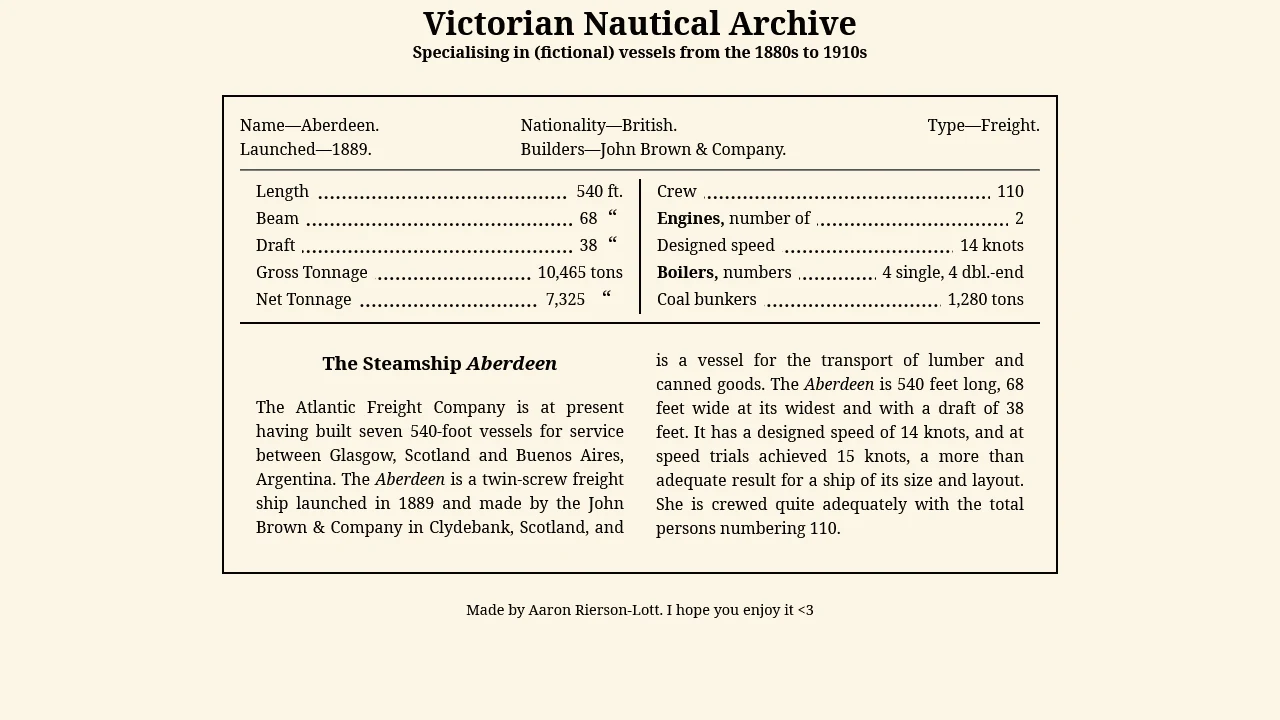 Victorian Nautical Archive
Specialising in (fictional) vessels from the 1880s to 1910s
Name—Aberdeen.
Launched—1889.
Nationality—British.
Builders—John Brown & Company.
Type—Freight.
Length 540 ft.
Beam 68 “
Draft 38 “
Gross Tonnage 10,465 tons
Net Tonnage 7,325 “
Crew 110
Engines, number of 2
Designed speed 14 knots
Boilers, numbers 4 single, 4 dbl.-end
Coal bunkers 1,280 tons
The Steamship Aberdeen
The Atlantic Freight Company is at present
having built seven 540-foot vessels for service
between Glasgow, Scotland and Buenos Aires,
Argentina. The Aberdeen is a twin-screw freight
ship launched in 1889 and made by the John
Brown & Company in Clydebank, Scotland, and
is a vessel for the transport of lumber and
canned goods. The Aberdeen is 540 feet long, 68
feet wide at its widest and with a draft of 38
feet. It has a designed speed of 14 knots, and at
speed trials achieved 15 knots, a more than
adequate result for a ship of its size and layout.
She is crewed quite adequately with the total
persons numbering 110.
Made by Aaron Rierson-Lott. I hope you enjoy it <3